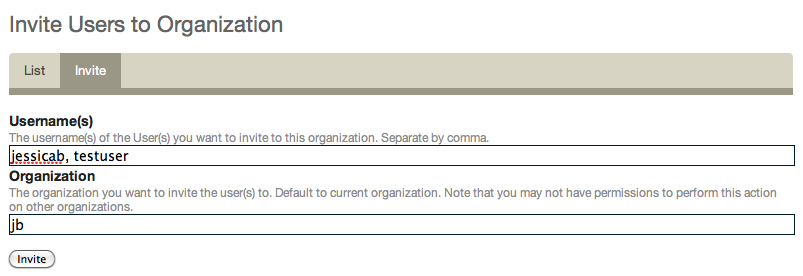 Invite Users to Organization
List Invite
Username(s)
The username(s) of the User(s) you want to invite to this organization. Separate by comma.
jessicab, testuser
Organization
The organization you want to invite the user(s) to. Default to current organization. Note that you may not have permissions to perform this action
on other organizations.
jb
Invite